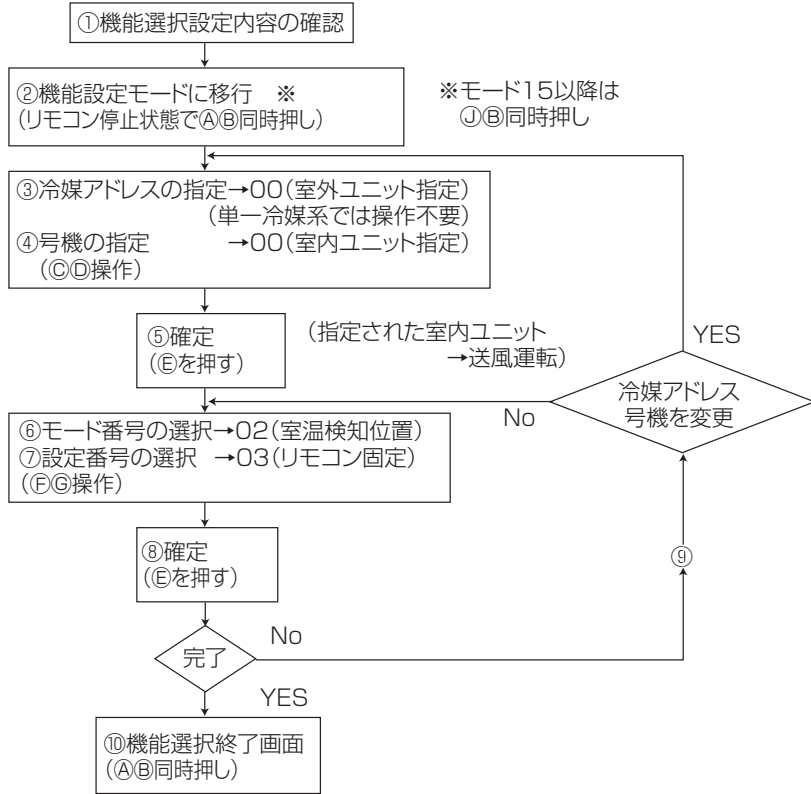 ①機能選択設定内容の確認
②機能設定モードに移行　※
(リモコン停止状態でⒶⒷ同時押し)
※モード15以降は
ⒿⒷ同時押し
③冷媒アドレスの指定→00(室外ユニット指定)
(単一冷媒系では操作不要)
④号機の指定　→00(室内ユニット指定)
(ⒸⒹ操作)
⑤確定
(Ⓔを押す)
(指定された室内ユニット
→送風運転)
YES
冷媒アドレス
号機を変更
No
⑥モード番号の選択→02(室温検知位置)
⑦設定番号の選択　→03(リモコン固定)
(ⒻⒼ操作)
⑧確定
(Ⓔを押す)
⑨
No
完了
YES
⑩機能選択終了画面
(ⒶⒷ同時押し)